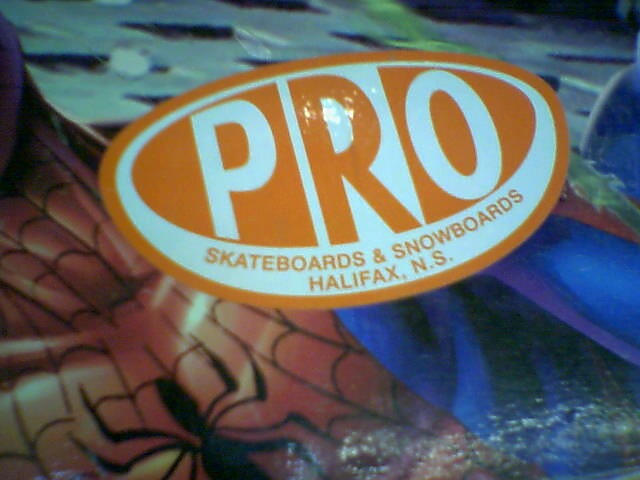 PRO
SKATEBOARDS & SNOWBOARDS
HALIFAX, N.S.